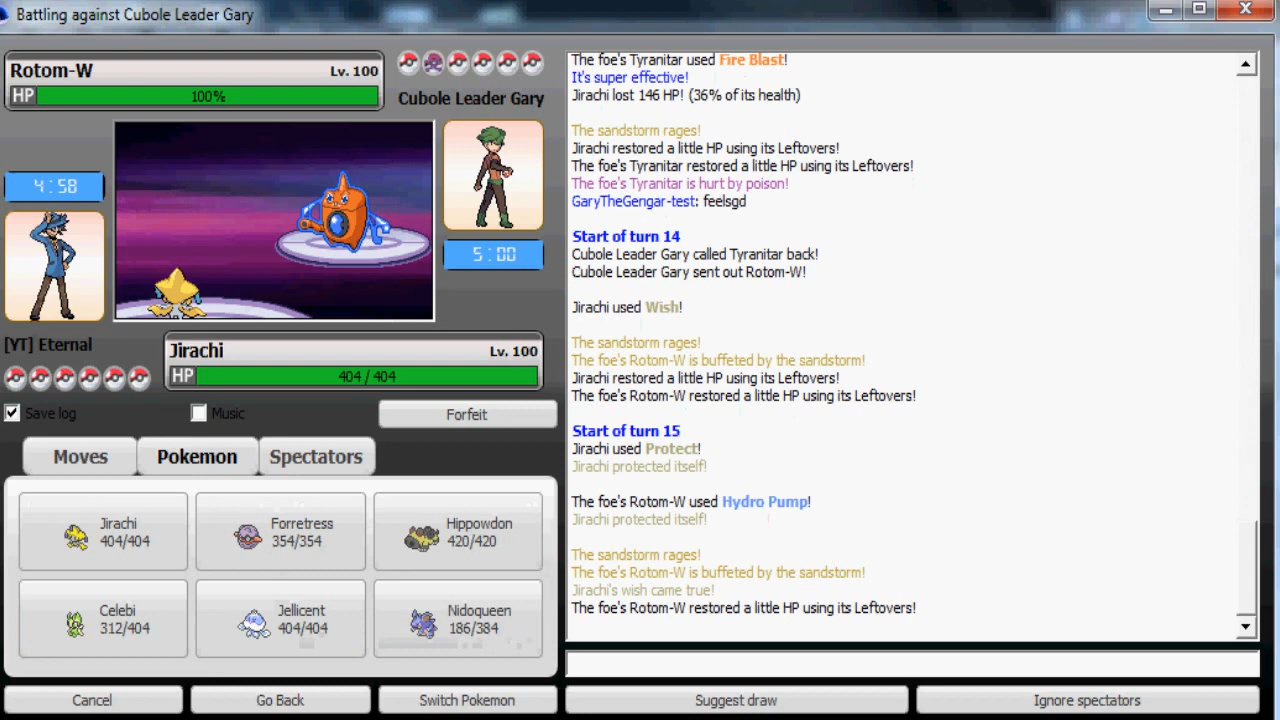 Battling against Cubole Leader Gary
Rotom-W Lv. 100
HP 100%
Cubole Leader Gary
4:58
5:00
[YT] Eternal
Jirachi Lv. 100
HP 404 / 404
Save log
Music
Forfeit
Moves
Pokemon
Spectators
Jirachi
404/404
Forretress
354/354
Hippowdon
420/420
Celebi
312/404
Jellicent
404/404
Nidoqueen
186/384
Cancel
Go Back
Switch Pokemon
The foe's Tyranitar used Fire Blast!
It's super effective!
Jirachi lost 146 HP! (36% of its health)
The sandstorm rages!
Jirachi restored a little HP using its Leftovers!
The foe's Tyranitar restored a little HP using its Leftovers!
The foe's Tyranitar is hurt by poison!
GaryTheGengar-test: feelsgd
Start of turn 14
Cubole Leader Gary called Tyranitar back!
Cubole Leader Gary sent out Rotom-W!
Jirachi used Wish!
The sandstorm rages!
The foe's Rotom-W is buffeted by the sandstorm!
Jirachi restored a little HP using its Leftovers!
The foe's Rotom-W restored a little HP using its Leftovers!
Start of turn 15
Jirachi used Protect!
Jirachi protected itself!
The foe's Rotom-W used Hydro Pump!
Jirachi protected itself!
The sandstorm rages!
The foe's Rotom-W is buffeted by the sandstorm!
Jirachi's wish came true!
The foe's Rotom-W restored a little HP using its Leftovers!
Suggest draw
Ignore spectators